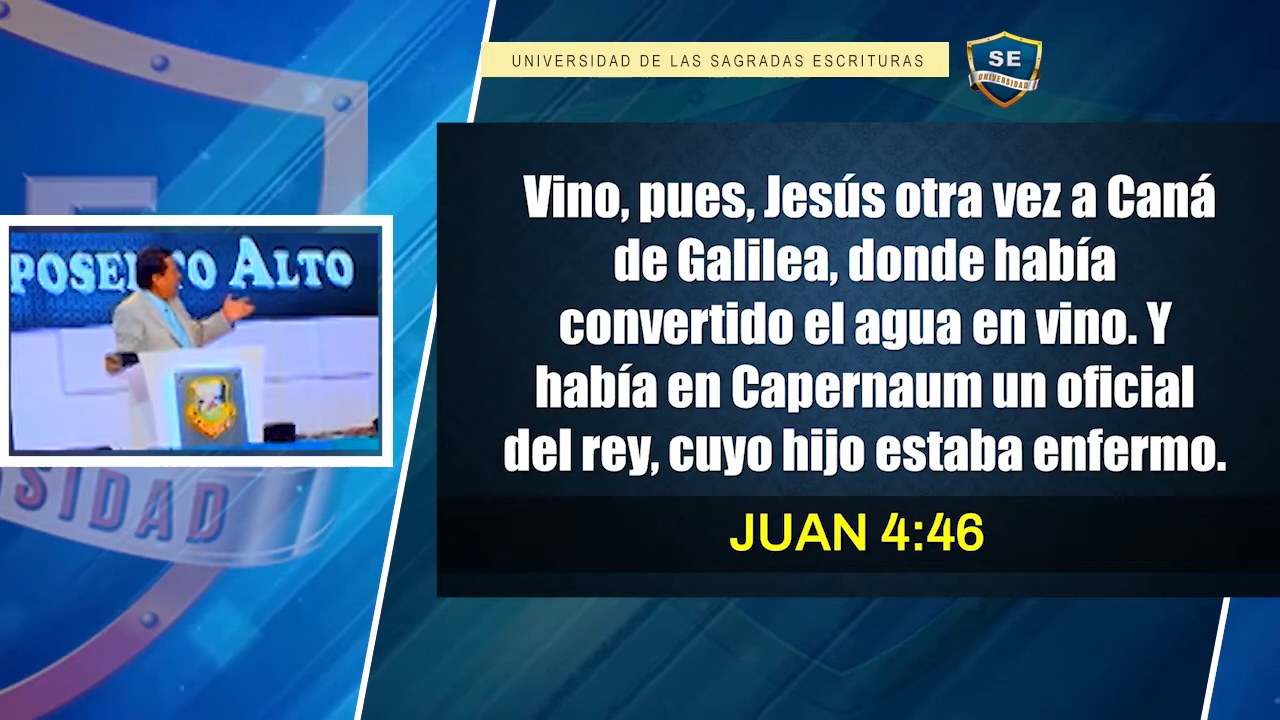 UNIVERSIDAD DE LAS SAGRADAS ESCRITURAS
SE
UNIVERSIDAD
Vino, pues, Jesús otra vez a Caná
de Galilea, donde había
convertido el agua en vino. Y
había en Capernaum un oficial
del rey, cuyo hijo estaba enfermo.
JUAN 4:46
ALTO
SIDAD